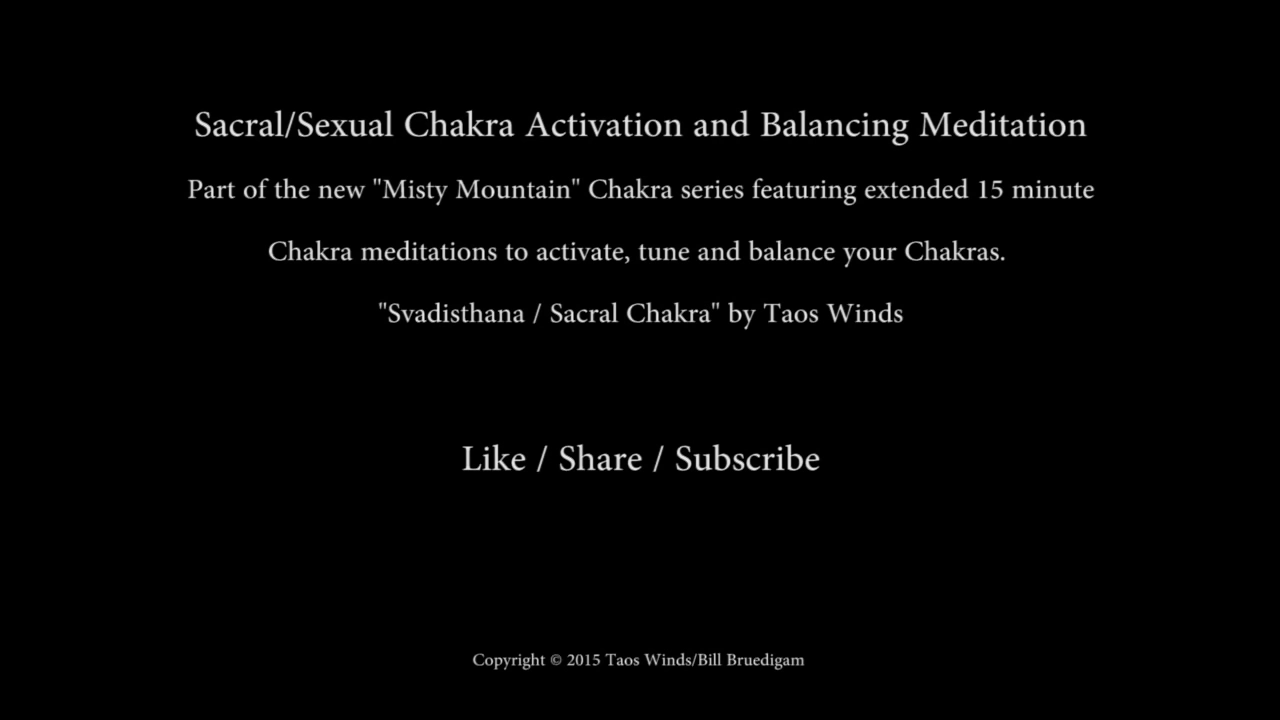 Sacral/Sexual Chakra Activation and Balancing Meditation
Part of the new "Misty Mountain" Chakra series featuring extended 15 minute
Chakra meditations to activate, tune and balance your Chakras.
"Svadisthana / Sacral Chakra" by Taos Winds
Like / Share / Subscribe
Copyright © 2015 Taos Winds/Bill Bruedigam